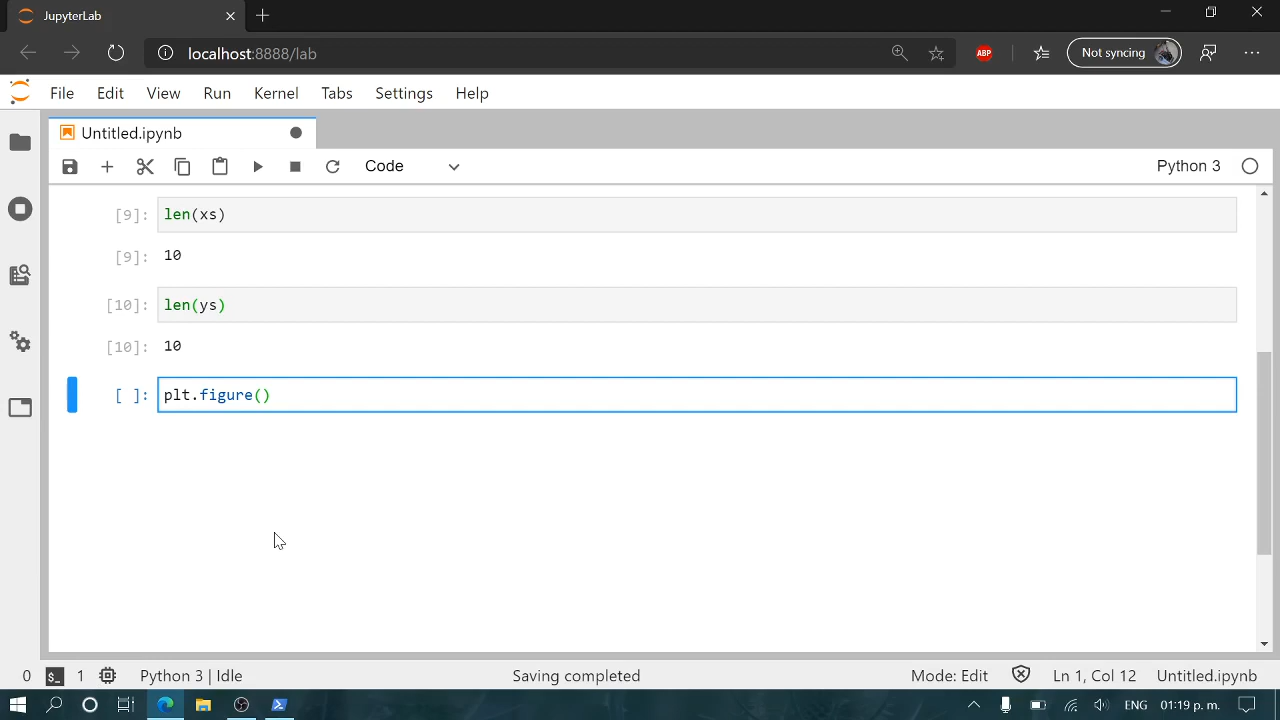 JupyterLab
localhost:8888/lab
ABP
Not syncing
File Edit View Run Kernel Tabs Settings Help
Untitled.ipynb
Code
Python 3
[9]: len(xs)
[9]: 10
[10]: len(ys)
[10]: 10
[ ]: plt.figure()
0 $_ 1 Python 3 | Idle Saving completed Mode: Edit Ln 1, Col 12 Untitled.ipynb
ENG 01:19 p. m.